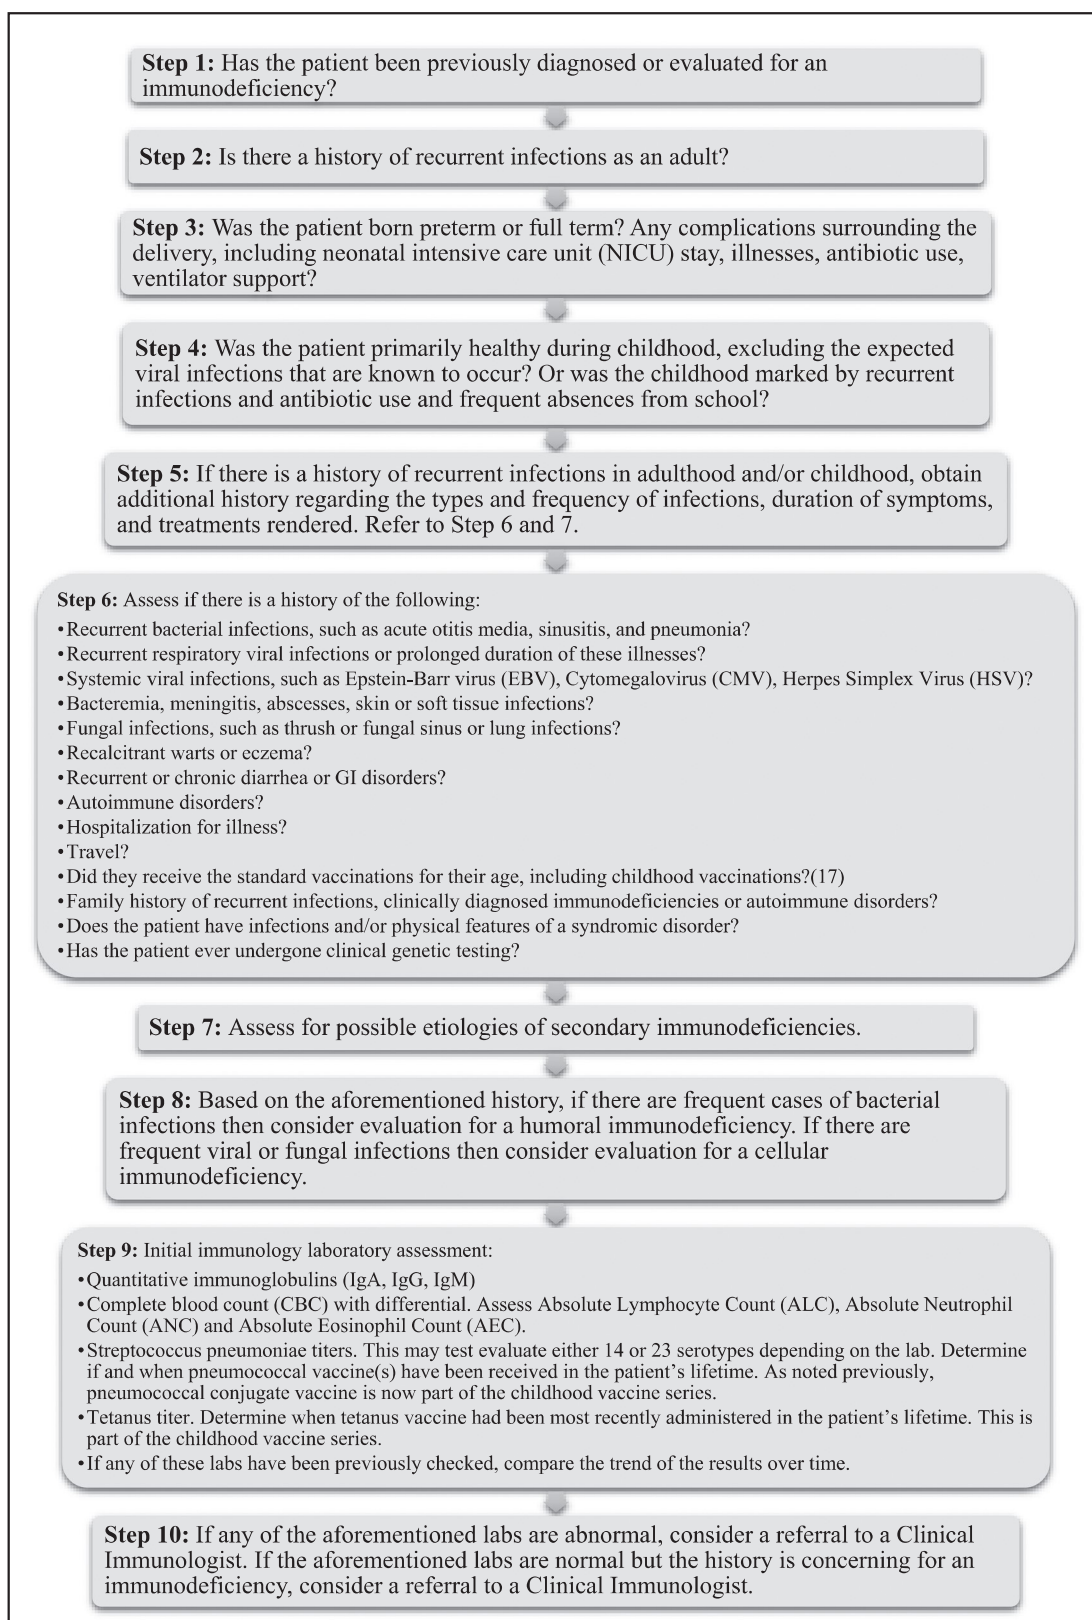 Step 1: Has the patient been previously diagnosed or evaluated for an
immunodeficiency?
Step 2: Is there a history of recurrent infections as an adult?
Step 3: Was the patient born preterm or full term? Any complications surrounding the
delivery, including neonatal intensive care unit (NICU) stay, illnesses, antibiotic use,
ventilator support?
Step 4: Was the patient primarily healthy during childhood, excluding the expected
viral infections that are known to occur? Or was the childhood marked by recurrent
infections and antibiotic use and frequent absences from school?
Step 5: If there is a history of recurrent infections in adulthood and/or childhood, obtain
additional history regarding the types and frequency of infections, duration of symptoms,
and treatments rendered. Refer to Step 6 and 7.
Step 6: Assess if there is a history of the following:
•Recurrent bacterial infections, such as acute otitis media, sinusitis, and pneumonia?
•Recurrent respiratory viral infections or prolonged duration of these illnesses?
•Systemic viral infections, such as Epstein-Barr virus (EBV), Cytomegalovirus (CMV), Herpes Simplex Virus (HSV)?
•Bacteremia, meningitis, abscesses, skin or soft tissue infections?
•Fungal infections, such as thrush or fungal sinus or lung infections?
•Recalcitrant warts or eczema?
•Recurrent or chronic diarrhea or GI disorders?
•Autoimmune disorders?
•Hospitalization for illness?
•Travel?
•Did they receive the standard vaccinations for their age, including childhood vaccinations?(17)
•Family history of recurrent infections, clinically diagnosed immunodeficiencies or autoimmune disorders?
•Does the patient have infections and/or physical features of a syndromic disorder?
•Has the patient ever undergone clinical genetic testing?
Step 7: Assess for possible etiologies of secondary immunodeficiencies.
Step 8: Based on the aforementioned history, if there are frequent cases of bacterial
infections then consider evaluation for a humoral immunodeficiency. If there are
frequent viral or fungal infections then consider evaluation for a cellular
immunodeficiency.
Step 9: Initial immunology laboratory assessment:
•Quantitative immunoglobulins (IgA, IgG, IgM)
•Complete blood count (CBC) with differential. Assess Absolute Lymphocyte Count (ALC), Absolute Neutrophil
Count (ANC) and Absolute Eosinophil Count (AEC).
•Streptococcus pneumoniae titers. This may test evaluate either 14 or 23 serotypes depending on the lab. Determine
if and when pneumococcal vaccine(s) have been received in the patient's lifetime. As noted previously,
pneumococcal conjugate vaccine is now part of the childhood vaccine series.
•Tetanus titer. Determine when tetanus vaccine had been most recently administered in the patient's lifetime. This is
part of the childhood vaccine series.
•If any of these labs have been previously checked, compare the trend of the results over time.
Step 10: If any of the aforementioned labs are abnormal, consider a referral to a Clinical
Immunologist. If the aforementioned labs are normal but the history is concerning for an
immunodeficiency, consider a referral to a Clinical Immunologist.